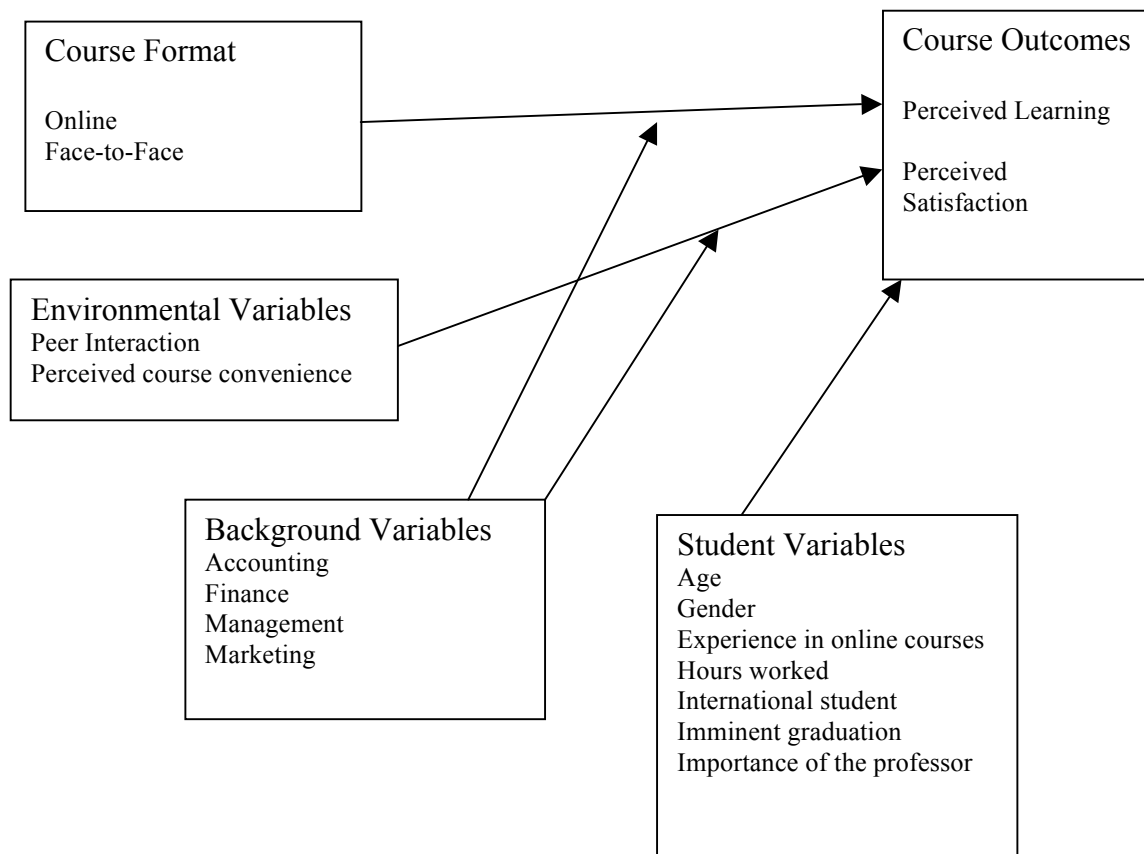 Course Format
Online
Face-to-Face
Course Outcomes
Perceived Learning
Perceived
Satisfaction
Environmental Variables
Peer Interaction
Perceived course convenience
Background Variables
Accounting
Finance
Management
Marketing
Student Variables
Age
Gender
Experience in online courses
Hours worked
International student
Imminent graduation
Importance of the professor